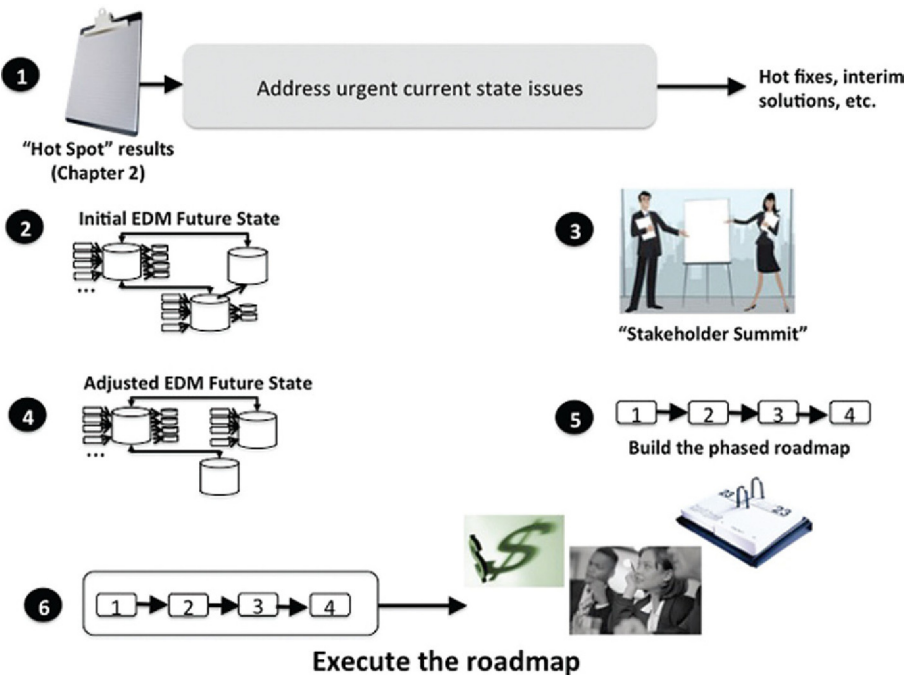 1
Address urgent current state issues
Hot fixes, interim
solutions, etc.
“Hot Spot” results
(Chapter 2)
2
Initial EDM Future State
...
3
“Stakeholder Summit”
4
Adjusted EDM Future State
...
5
1 2 3 4
Build the phased roadmap
23 23
6
1 2 3 4
$
Execute the roadmap